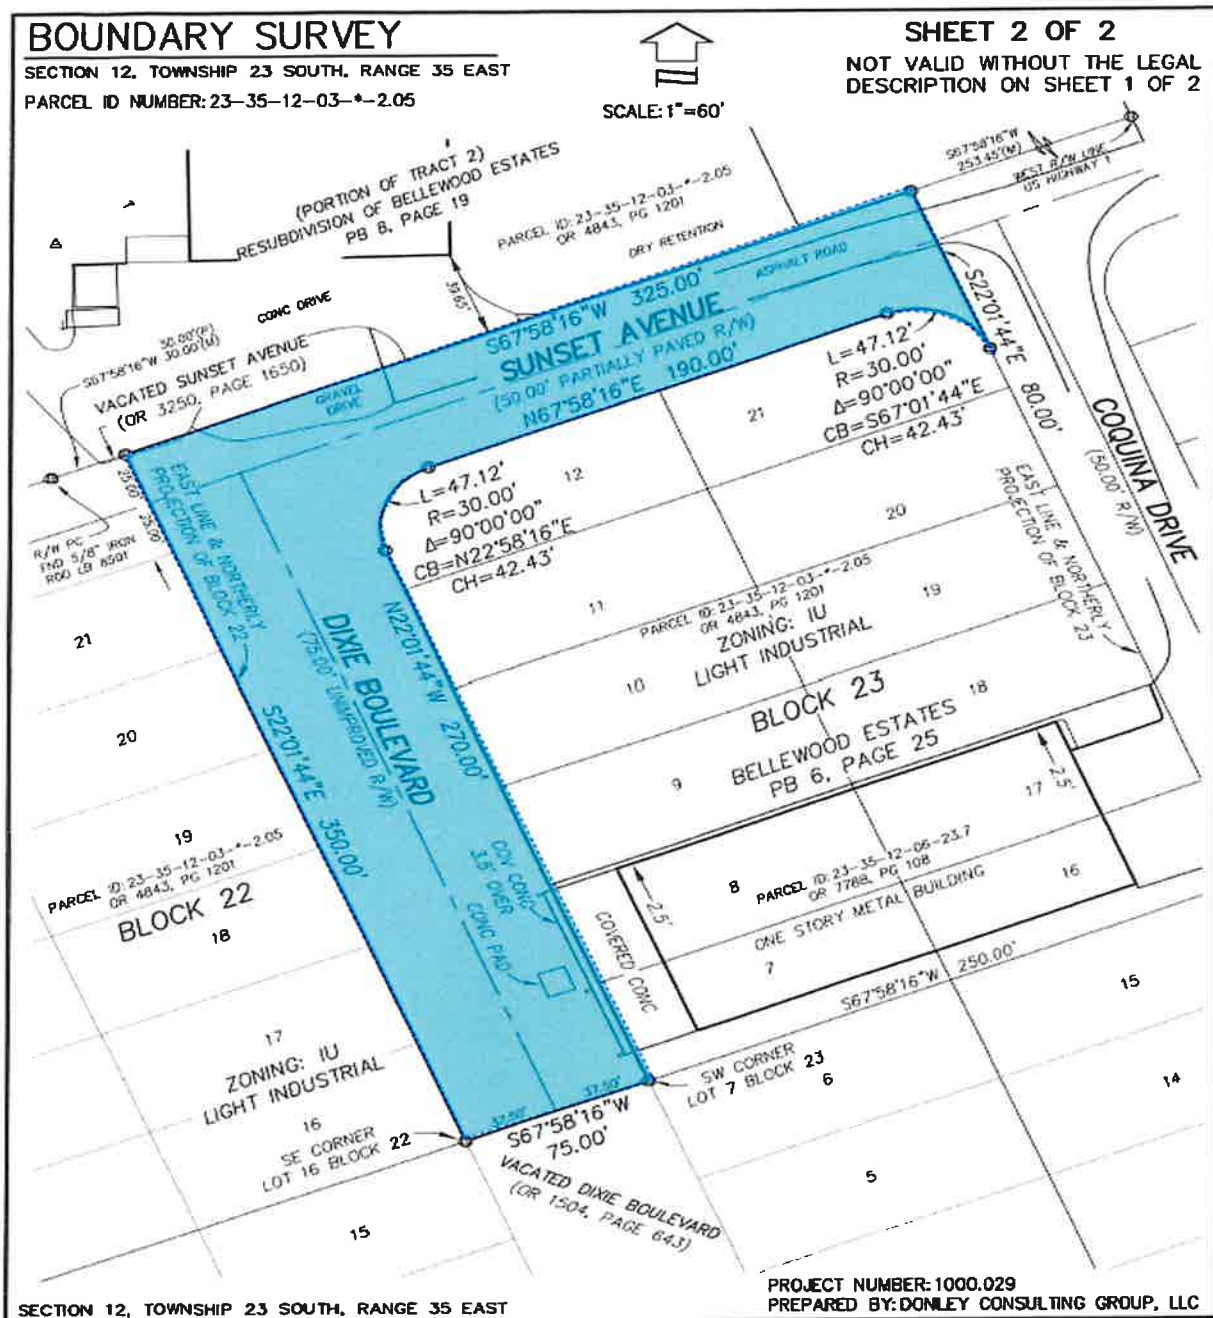 BOUNDARY SURVEY
SECTION 12, TOWNSHIP 23 SOUTH, RANGE 35 EAST
PARCEL ID NUMBER: 23-35-12-03-*-2.05
SCALE: 1"=60'
SHEET 2 OF 2
NOT VALID WITHOUT THE LEGAL
DESCRIPTION ON SHEET 1 OF 2
(PORTION OF TRACT 2)
RESUBDIVISION OF BELLEWOOD ESTATES
PB 8, PAGE 19
PARCEL ID: 23-35-12-03-*-2.05
OR 4843, PG 1201
DRY RETENTION
S67°58'16"W
253.45'(M)
WEST R/W LINE
US HIGHWAY 1
39.65'
CONC DRIVE
30.00'(P)
S67°58'16"W 30.00'(M)
VACATED SUNSET AVENUE
(OR 3250, PAGE 1650)
GRAVEL
DRIVE
S67°58'16"W 325.00'
SUNSET AVENUE
(50.00' PARTIALLY PAVED R/W)
N67°58'16"E 190.00'
ASPHALT ROAD
S22°01'44"E 80.00'
L=47.12'
R=30.00'
Δ=90°00'00"
CB=S67°01'44"E
CH=42.43'
COQUINA DRIVE
(50.00' R/W)
EAST LINE & NORTHERLY
PROJECTION OF BLOCK 23
25.00'
25.00'
R/W PC
FND 5/8" IRON
ROD LB 8501
EAST LINE & NORTHERLY
PROJECTION OF BLOCK 22
L=47.12'
R=30.00'
Δ=90°00'00"
CB=N22°58'16"E
CH=42.43'
21
12
20
11
19
10
18
9
17
8
16
7
15
6
14
5
PARCEL ID: 23-35-12-03-*-2.05
OR 4843, PG 1201
ZONING: IU
LIGHT INDUSTRIAL
BLOCK 23
BELLEWOOD ESTATES
PB 6, PAGE 25
DIXIE BOULEVARD
(75.00' UNIMPROVED R/W)
N22°01'44"W 270.00'
S22°01'44"E 350.00'
21
20
19
PARCEL ID: 23-35-12-03-*-2.05
OR 4843, PG 1201
BLOCK 22
18
17
ZONING: IU
LIGHT INDUSTRIAL
16
SE CORNER
LOT 16 BLOCK 22
15
COV CONC
3.5' OVER
CONC PAD
COVERED CONC
2.5'
2.5'
PARCEL ID: 23-35-12-06-23.7
OR 7788, PG 108
ONE STORY METAL BUILDING
S67°58'16"W 250.00'
SW CORNER
LOT 7 BLOCK 23
37.50'
37.50'
S67°58'16"W
75.00'
VACATED DIXIE BOULEVARD
(OR 1504, PAGE 643)
PROJECT NUMBER: 1000.029
SECTION 12, TOWNSHIP 23 SOUTH, RANGE 35 EAST
PREPARED BY: DONLEY CONSULTING GROUP, LLC